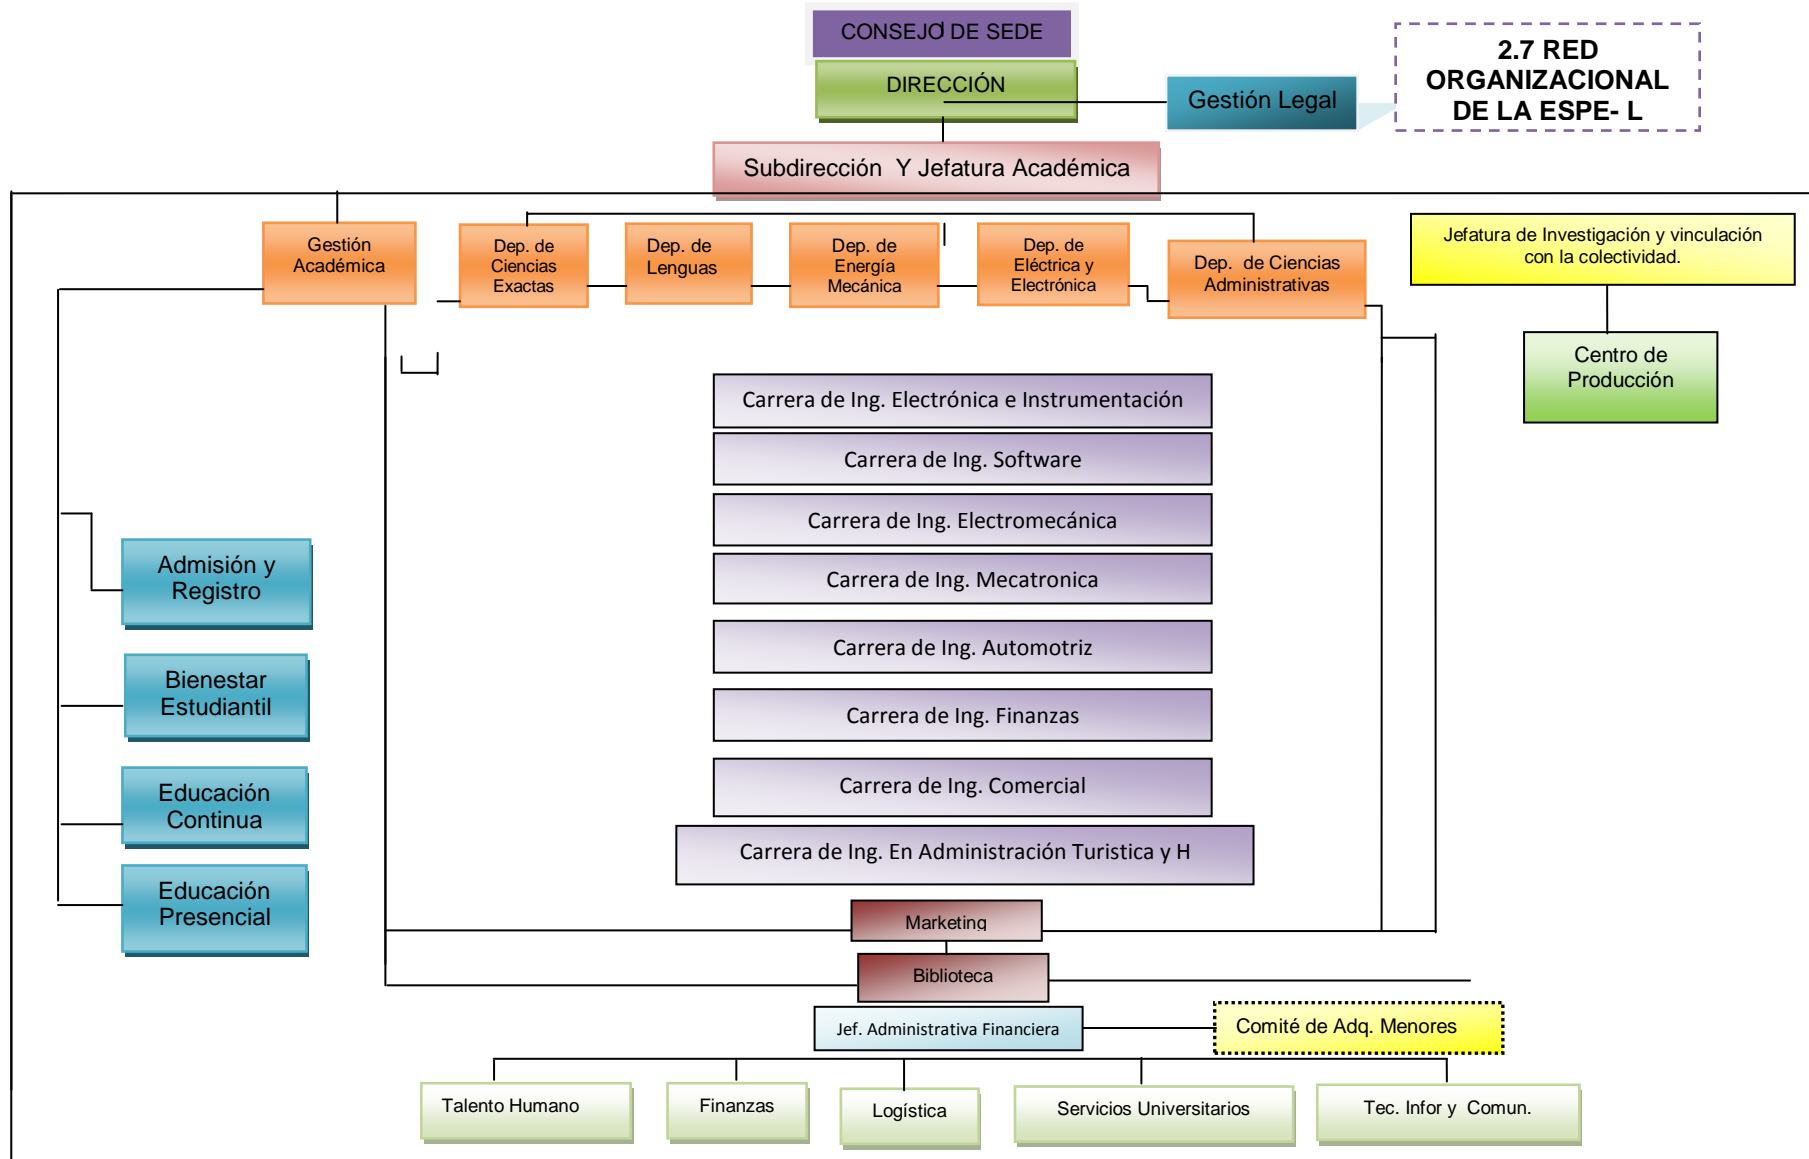 CONSEJO DE SEDE
DIRECCIÓN
Gestión Legal
2.7 RED
ORGANIZACIONAL
DE LA ESPE- L
Subdirección Y Jefatura Académica
Gestión
Académica
Dep. de
Ciencias
Exactas
Dep. de
Lenguas
Dep. de
Energía
Mecánica
Dep. de
Eléctrica y
Electrónica
Dep. de Ciencias
Administrativas
Jefatura de Investigación y vinculación
con la colectividad.
Centro de
Producción
Carrera de Ing. Electrónica e Instrumentación
Carrera de Ing. Software
Carrera de Ing. Electromecánica
Carrera de Ing. Mecatronica
Carrera de Ing. Automotriz
Carrera de Ing. Finanzas
Carrera de Ing. Comercial
Carrera de Ing. En Administración Turistica y H
Admisión y
Registro
Bienestar
Estudiantil
Educación
Continua
Educación
Presencial
Marketing
Biblioteca
Jef. Administrativa Financiera
Comité de Adq. Menores
Talento Humano
Finanzas
Logística
Servicios Universitarios
Tec. Infor y Comun.